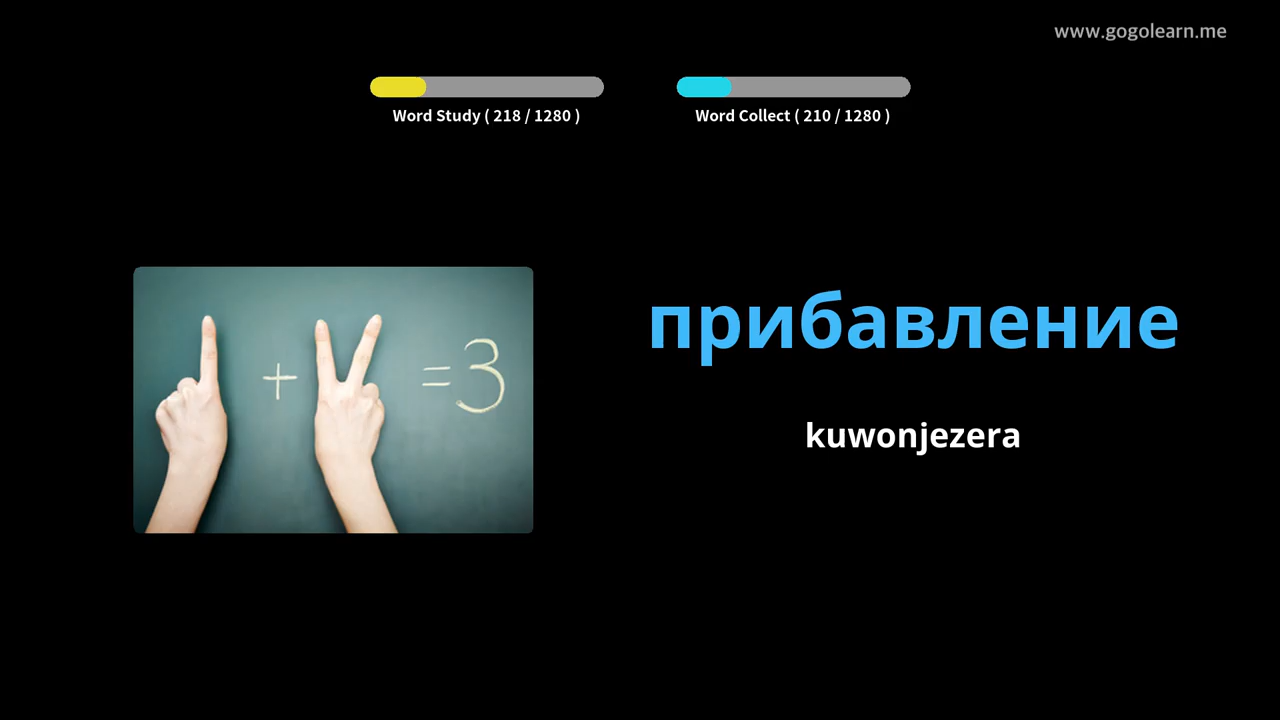 www.gogolearn.me
Word Study ( 218 / 1280 )
Word Collect ( 210 / 1280 )
+ = 3
прибавление
kuwonjezera